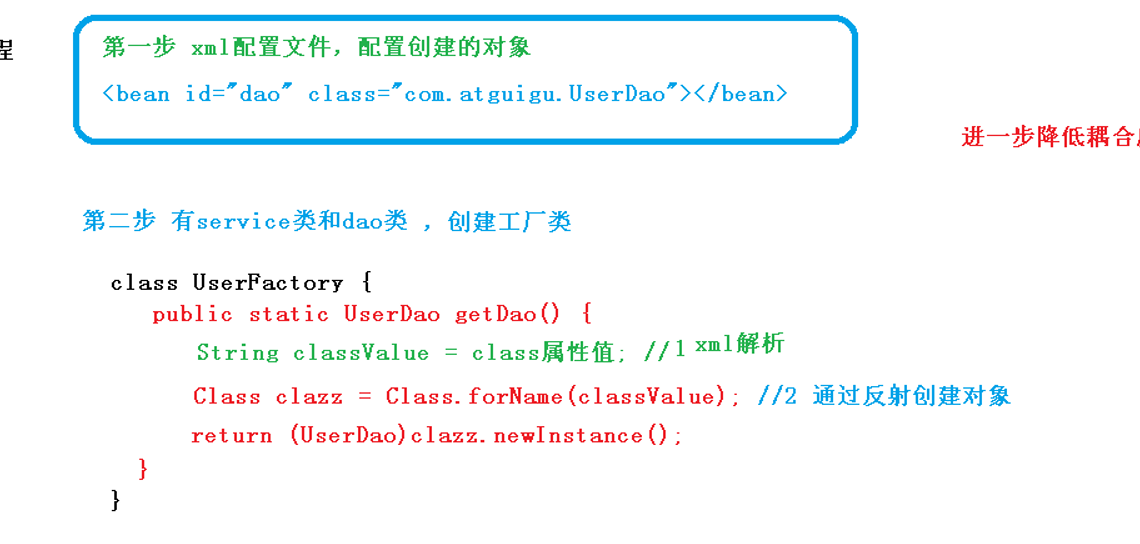 程
第一步 xml配置文件，配置创建的对象
<bean id="dao" class="com.atguigu.UserDao"></bean>
进一步降低耦合
第二步 有service类和dao类 ，创建工厂类
class UserFactory {
public static UserDao getDao() {
String classValue = class属性值; //1 xml解析
Class clazz = Class.forName(classValue); //2 通过反射创建对象
return (UserDao)clazz.newInstance();
}
}